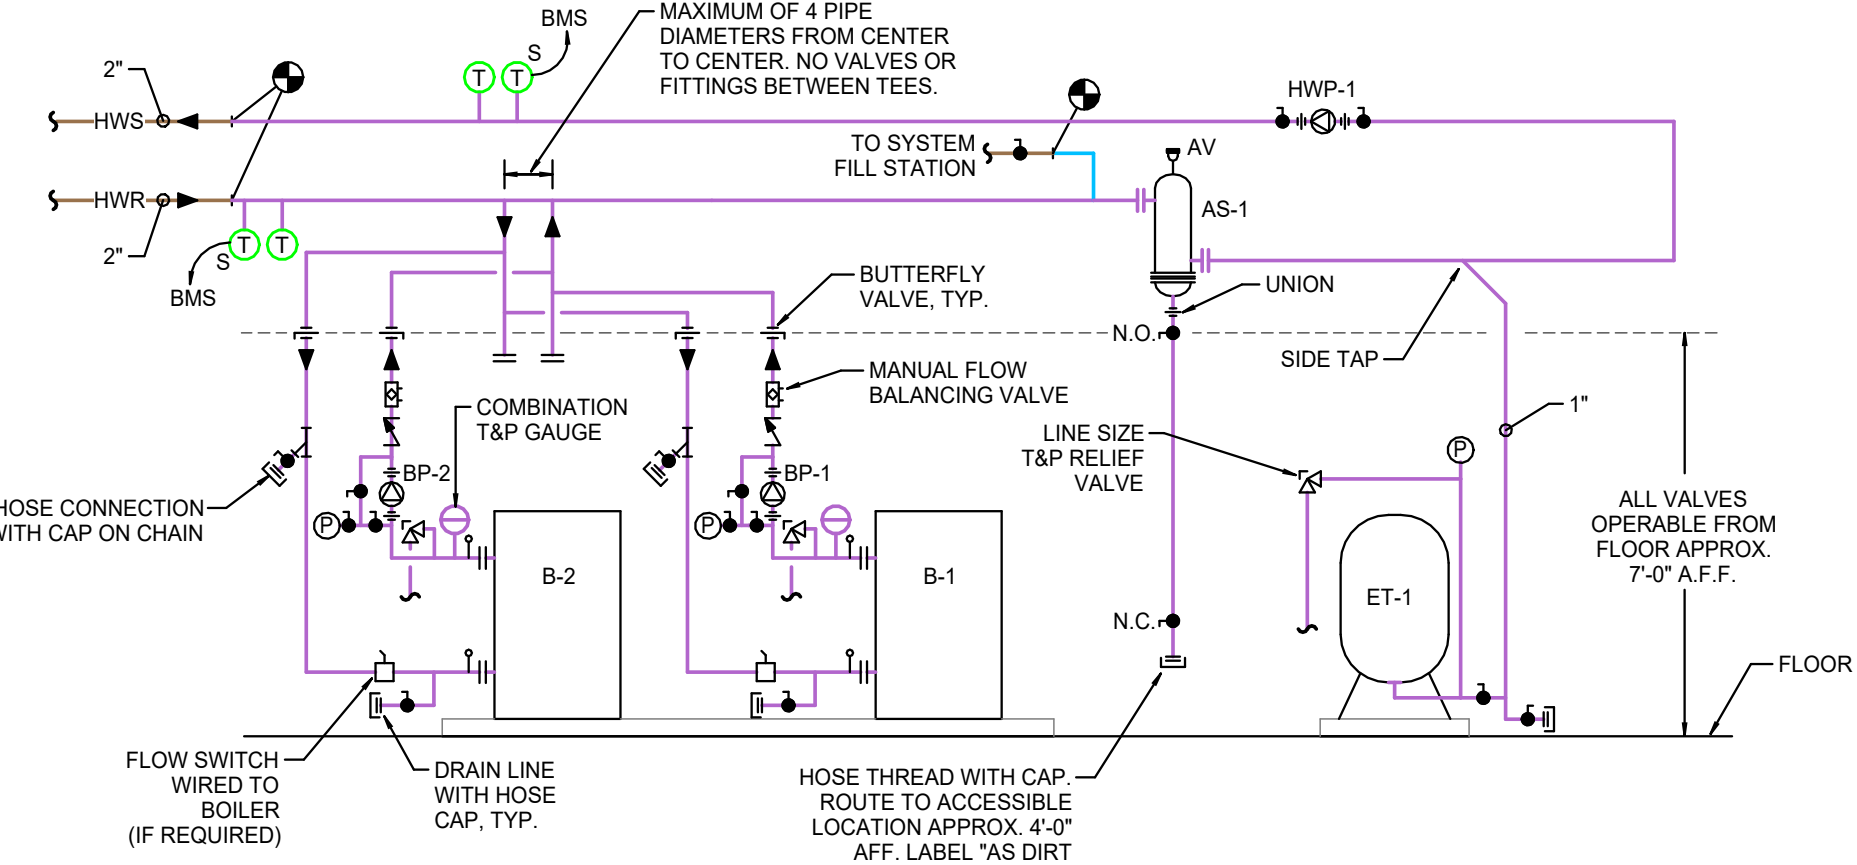 BMS
MAXIMUM OF 4 PIPE
DIAMETERS FROM CENTER
TO CENTER. NO VALVES OR
FITTINGS BETWEEN TEES.
2"
T
T
S
HWP-1
HWS
TO SYSTEM
FILL STATION
AV
HWR
AS-1
2"
T
T
S
BMS
BUTTERFLY
VALVE, TYP.
UNION
N.O.
SIDE TAP
MANUAL FLOW
BALANCING VALVE
COMBINATION
T&P GAUGE
1"
LINE SIZE
T&P RELIEF
VALVE
P
BP-2
BP-1
HOSE CONNECTION
WITH CAP ON CHAIN
P
P
ALL VALVES
OPERABLE FROM
FLOOR APPROX.
7'-0" A.F.F.
B-2
B-1
ET-1
N.C.
FLOOR
FLOW SWITCH
WIRED TO
BOILER
(IF REQUIRED)
DRAIN LINE
WITH HOSE
CAP, TYP.
HOSE THREAD WITH CAP.
ROUTE TO ACCESSIBLE
LOCATION APPROX. 4'-0"
AFF. LABEL "AS DIRT